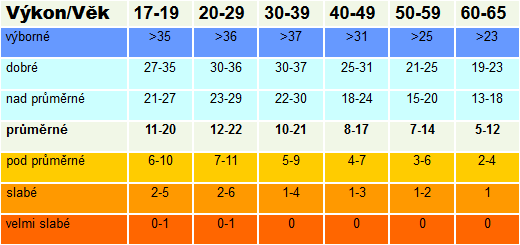 Výkon/Věk 17-19 20-29 30-39 40-49 50-59 60-65
výborné >35 >36 >37 >31 >25 >23
dobré 27-35 30-36 30-37 25-31 21-25 19-23
nad průměrné 21-27 23-29 22-30 18-24 15-20 13-18
průměrné 11-20 12-22 10-21 8-17 7-14 5-12
pod průměrné 6-10 7-11 5-9 4-7 3-6 2-4
slabé 2-5 2-6 1-4 1-3 1-2 1
velmi slabé 0-1 0-1 0 0 0 0